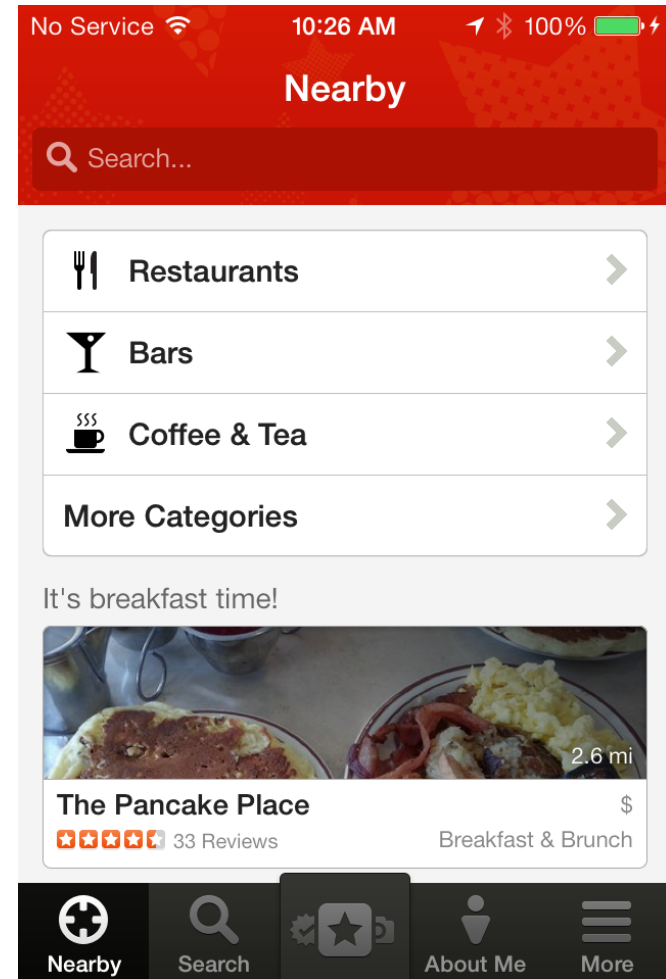 No Service 10:26 AM 100%
Nearby
Search...
Restaurants
Bars
Coffee & Tea
More Categories
It's breakfast time!
2.6 mi
The Pancake Place $
33 Reviews Breakfast & Brunch
Nearby Search About Me More